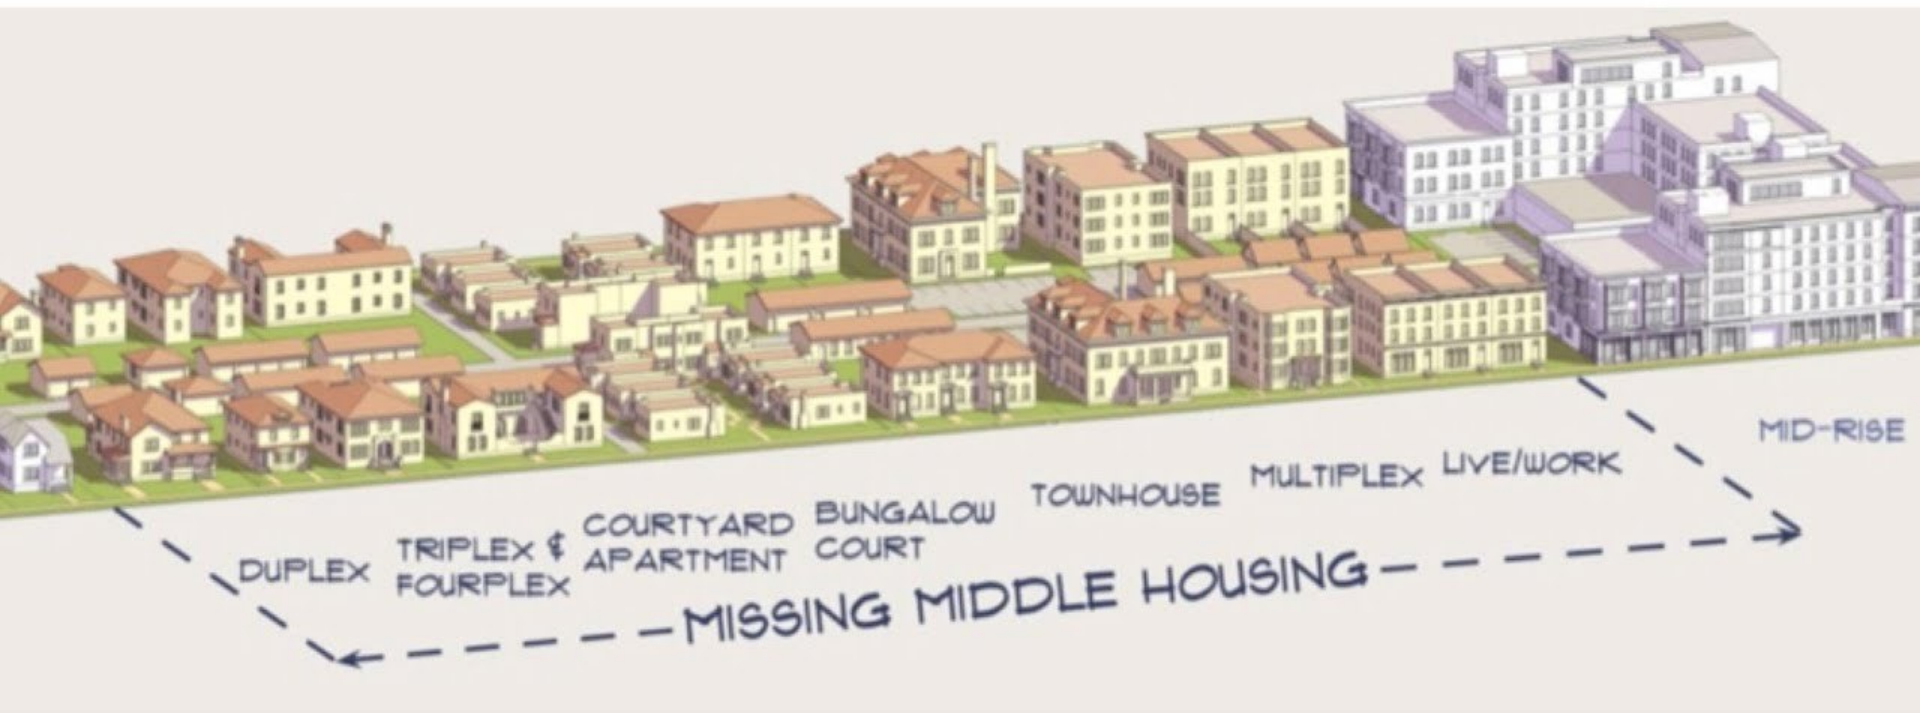 DUPLEX
TRIPLEX &
FOURPLEX
COURTYARD
APARTMENT
BUNGALOW
COURT
TOWNHOUSE
MULTIPLEX
LIVE/WORK
MID-RISE
MISSING MIDDLE HOUSING